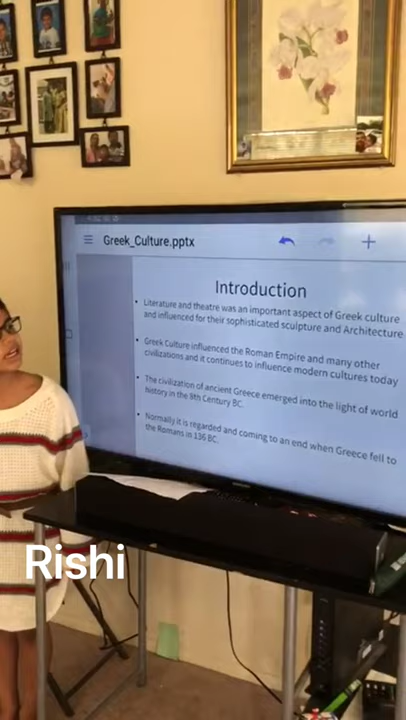 Greek_Culture.pptx
Introduction
• Literature and theatre was an important aspect of Greek culture
and influenced for their sophisticated sculpture and Architecture
• Greek Culture influenced the Roman Empire and many other
civilizations and it continues to influence modern cultures today
• The civilization of ancient Greece emerged into the light of world
history in the 8th Century BC.
• Normally it is regarded and coming to an end when Greece fell to
the Romans in 136 BC.
SAMSUNG
Rishi